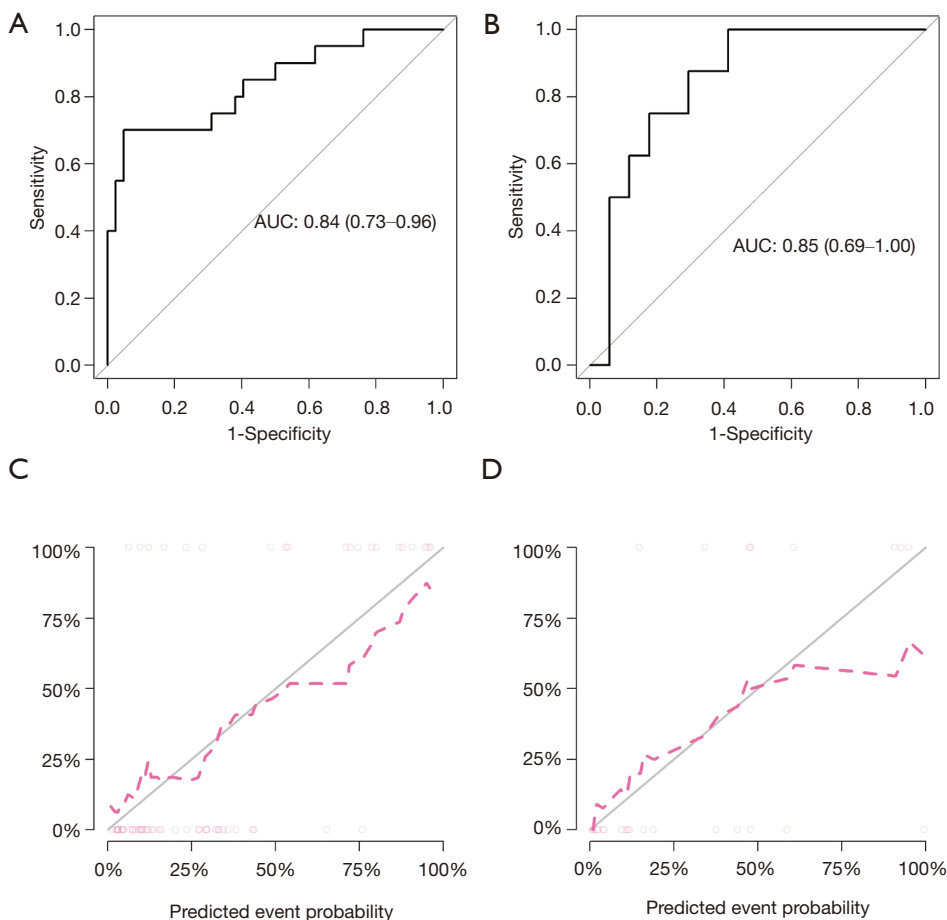 A
1.0
0.8
0.6
0.4
0.2
0.0
Sensitivity
AUC: 0.84 (0.73–0.96)
0.0 0.2 0.4 0.6 0.8 1.0
1-Specificity
B
1.0
0.8
0.6
0.4
0.2
0.0
Sensitivity
AUC: 0.85 (0.69–1.00)
0.0 0.2 0.4 0.6 0.8 1.0
1-Specificity
C
100%
75%
50%
25%
0%
0% 25% 50% 75% 100%
Predicted event probability
D
100%
75%
50%
25%
0%
0% 25% 50% 75% 100%
Predicted event probability